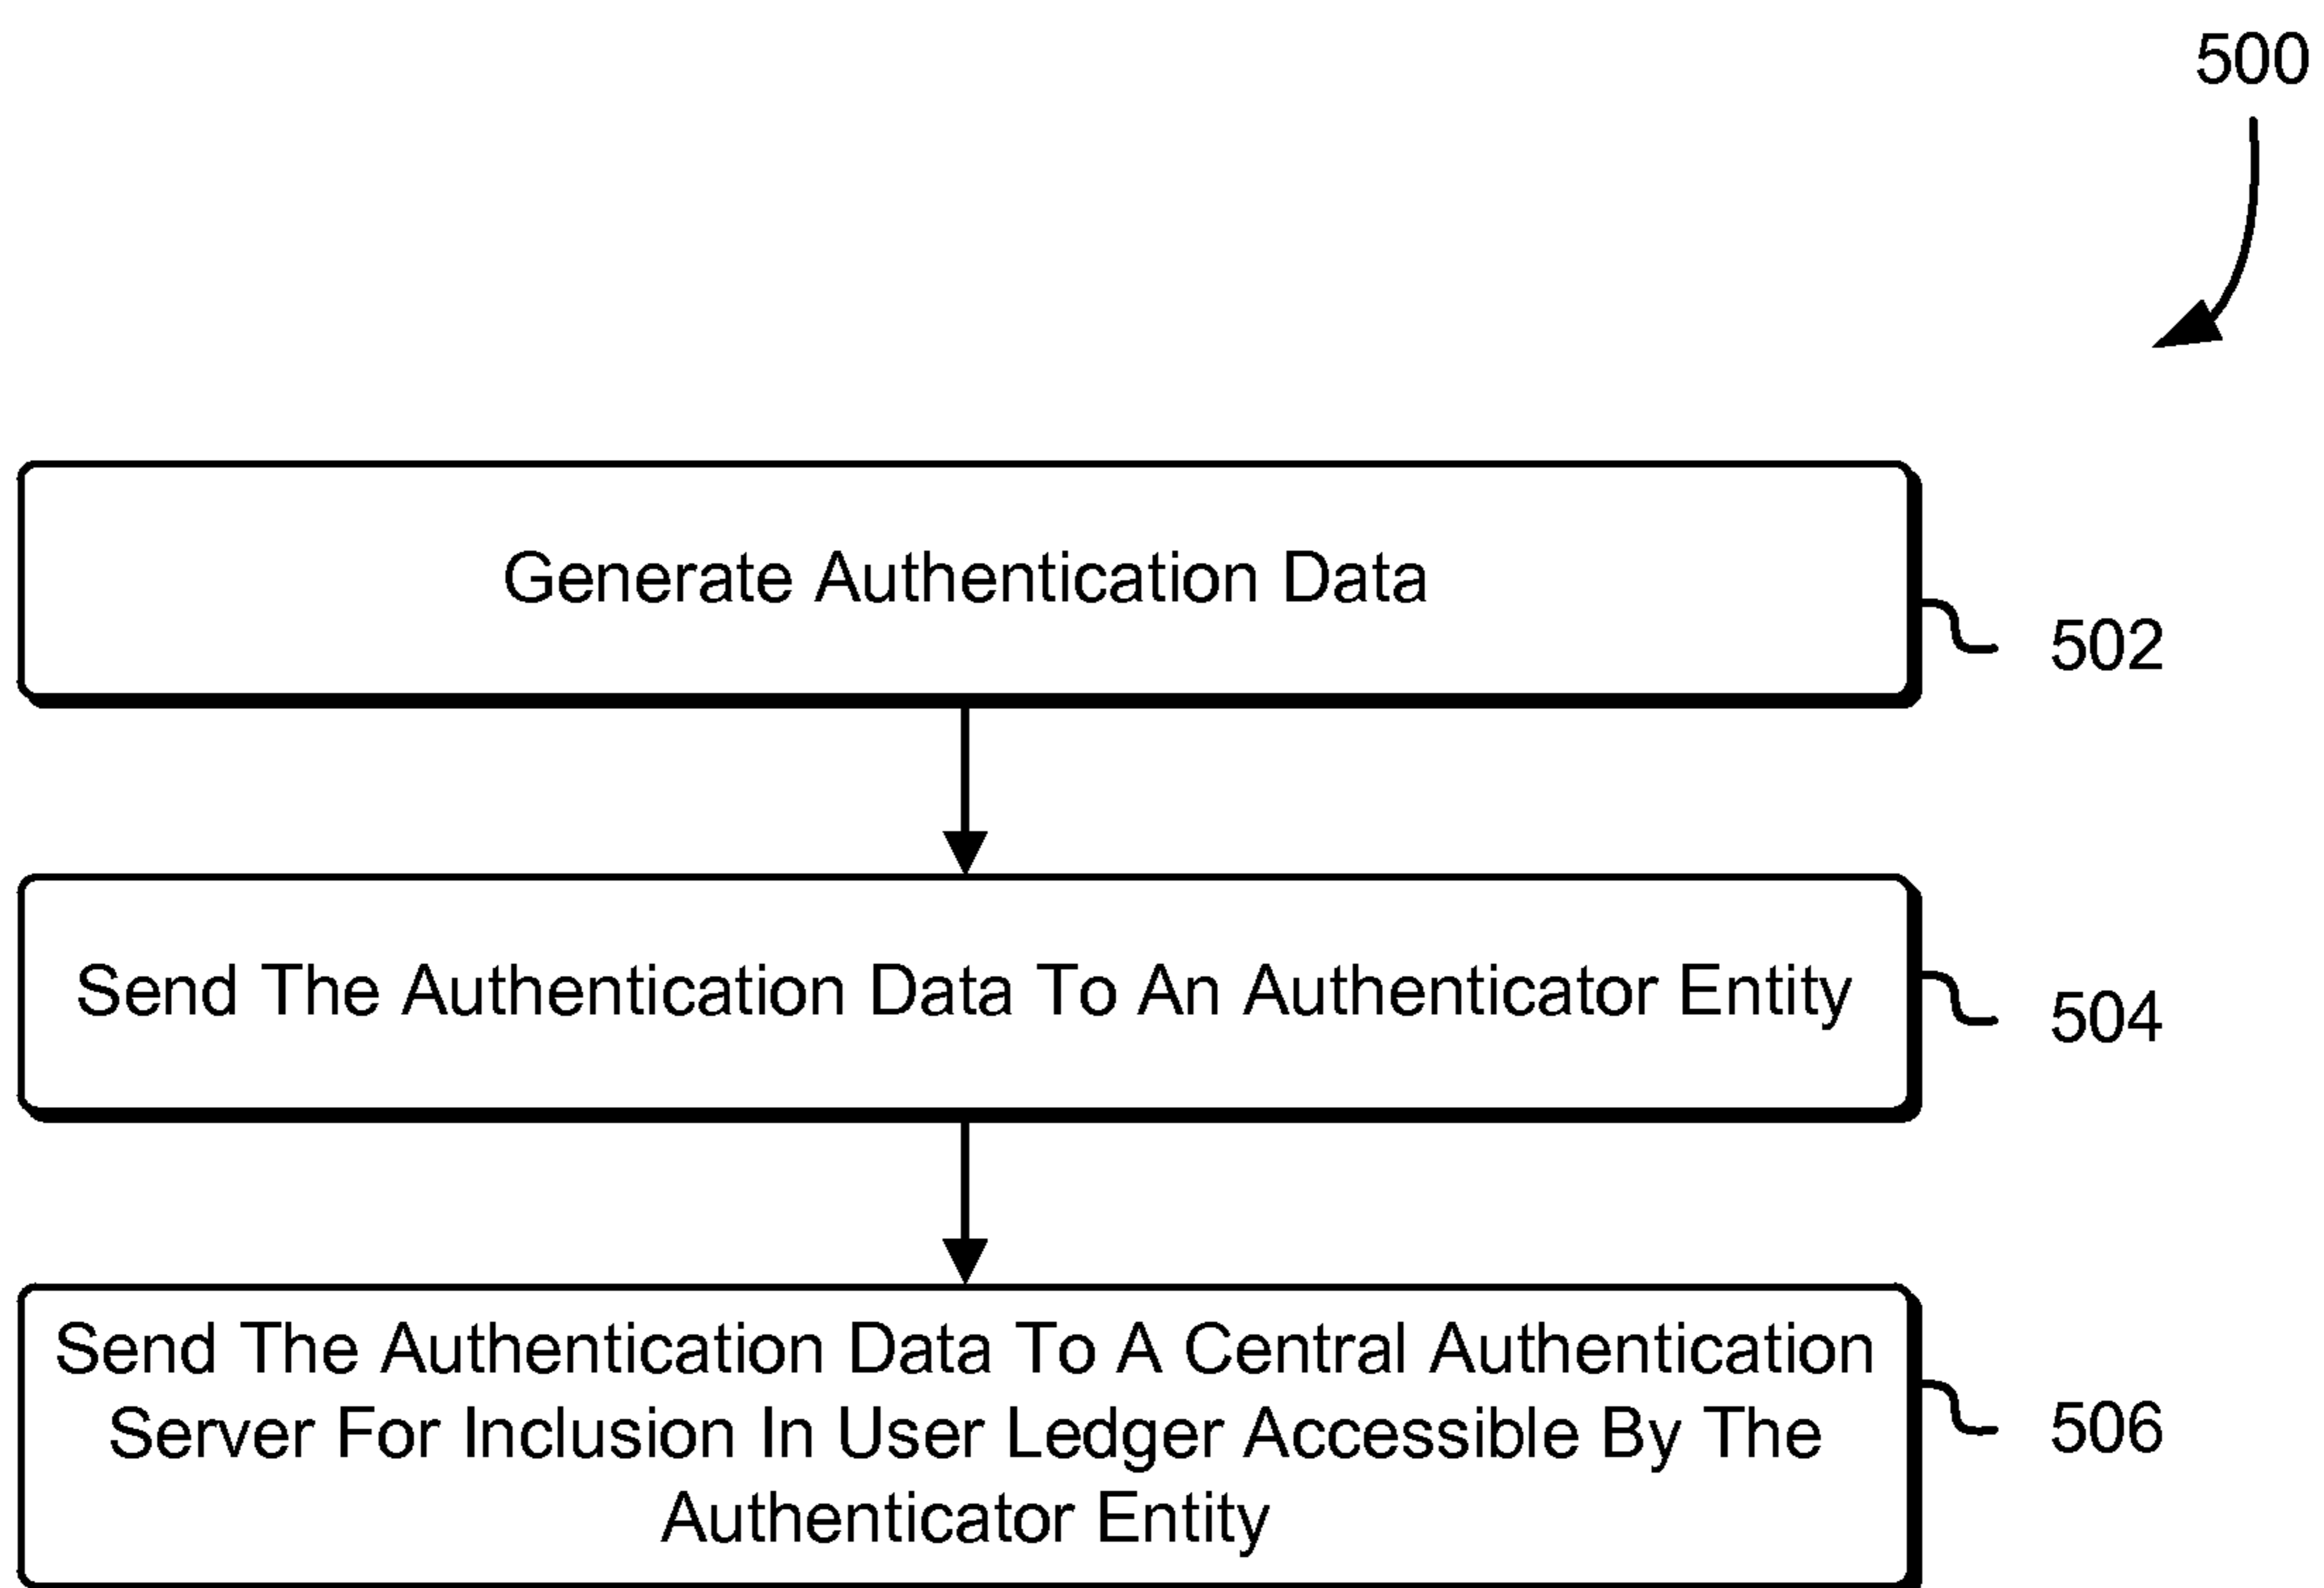 500
Generate Authentication Data
502
Send The Authentication Data To An Authenticator Entity
504
Send The Authentication Data To A Central Authentication
Server For Inclusion In User Ledger Accessible By The
Authenticator Entity
506